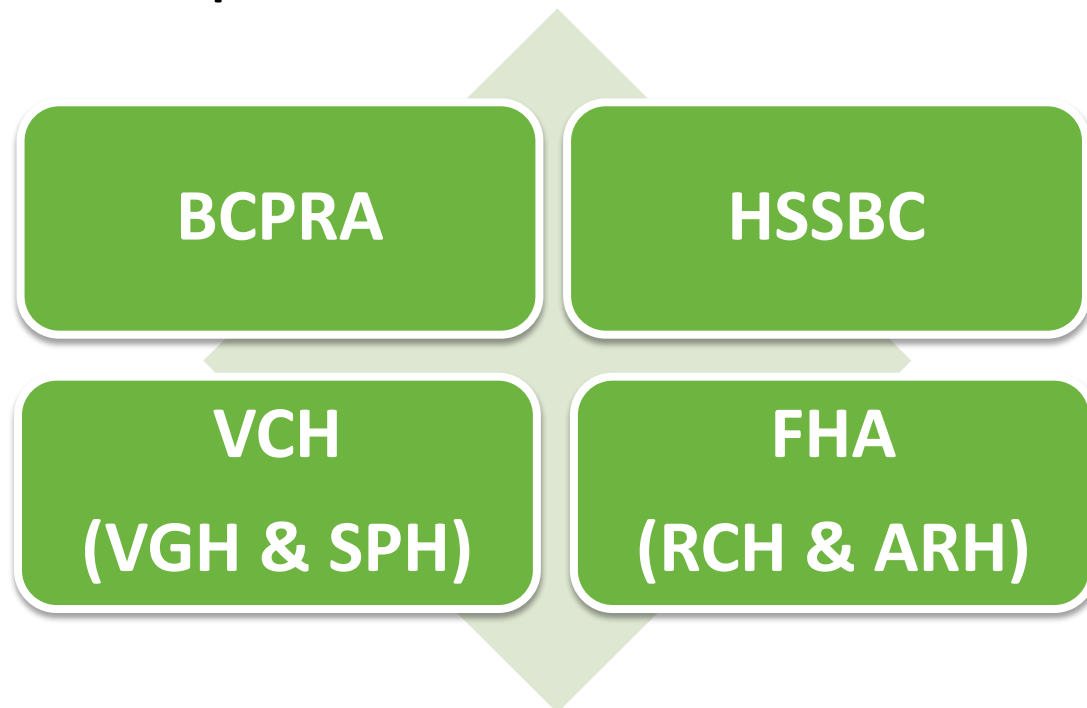 BCPRA
HSSBC
VCH
(VGH & SPH)
FHA
(RCH & ARH)